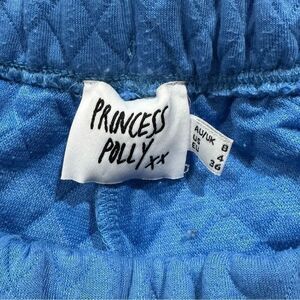 PRINCESS
POLLY xx
AU/UK 8
US 4
EU 36